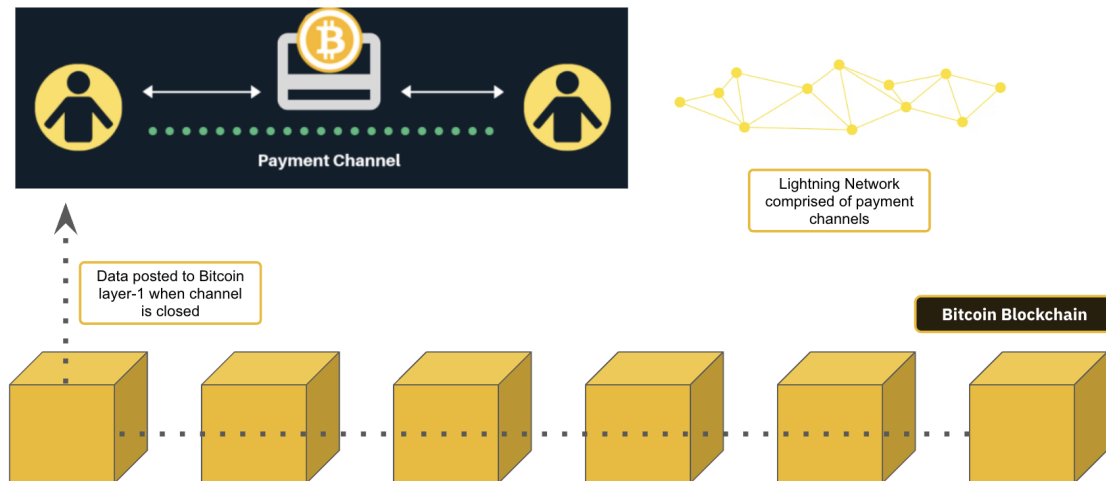 Payment Channel
Lightning Network
comprised of payment
channels
Data posted to Bitcoin
layer-1 when channel
is closed
Bitcoin Blockchain